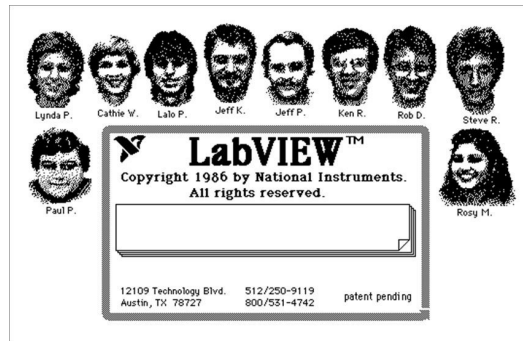 Lynda P. Cathie W. Lalo P. Jeff K. Jeff P. Ken R. Rob D. Steve R.
Paul P.
Rosy M.
LabVIEW™
Copyright 1986 by National Instruments.
All rights reserved.
12109 Technology Blvd. 512/250-9119
Austin, TX 78727 800/531-4742
patent pending